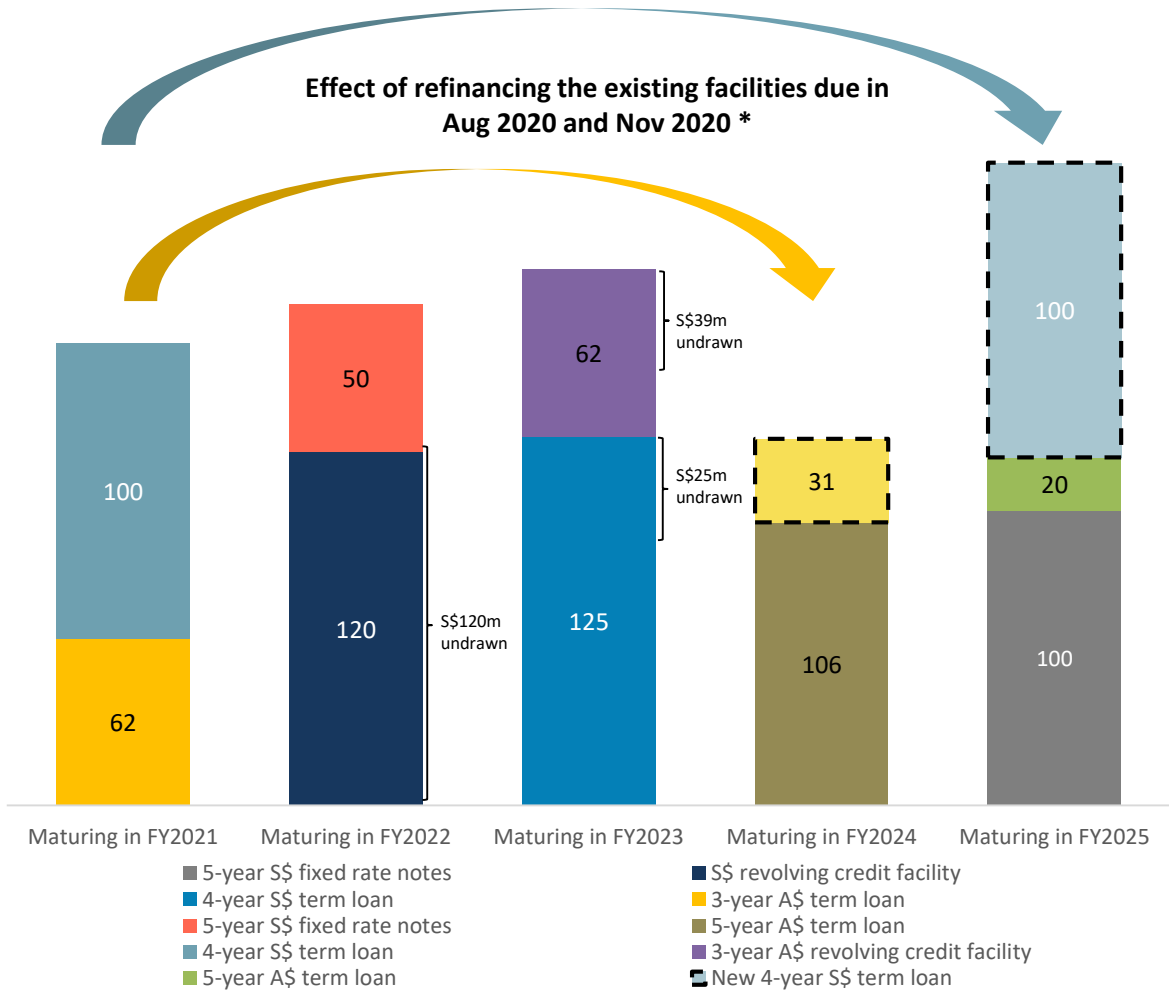 Effect of refinancing the existing facilities due in
Aug 2020 and Nov 2020 *
100
62
50
120
S$120m
undrawn
62
125
S$39m
undrawn
S$25m
undrawn
31
106
100
20
100
Maturing in FY2021
Maturing in FY2022
Maturing in FY2023
Maturing in FY2024
Maturing in FY2025
5-year S$ fixed rate notes
S$ revolving credit facility
4-year S$ term loan
3-year A$ term loan
5-year S$ fixed rate notes
5-year A$ term loan
4-year S$ term loan
3-year A$ revolving credit facility
5-year A$ term loan
New 4-year S$ term loan